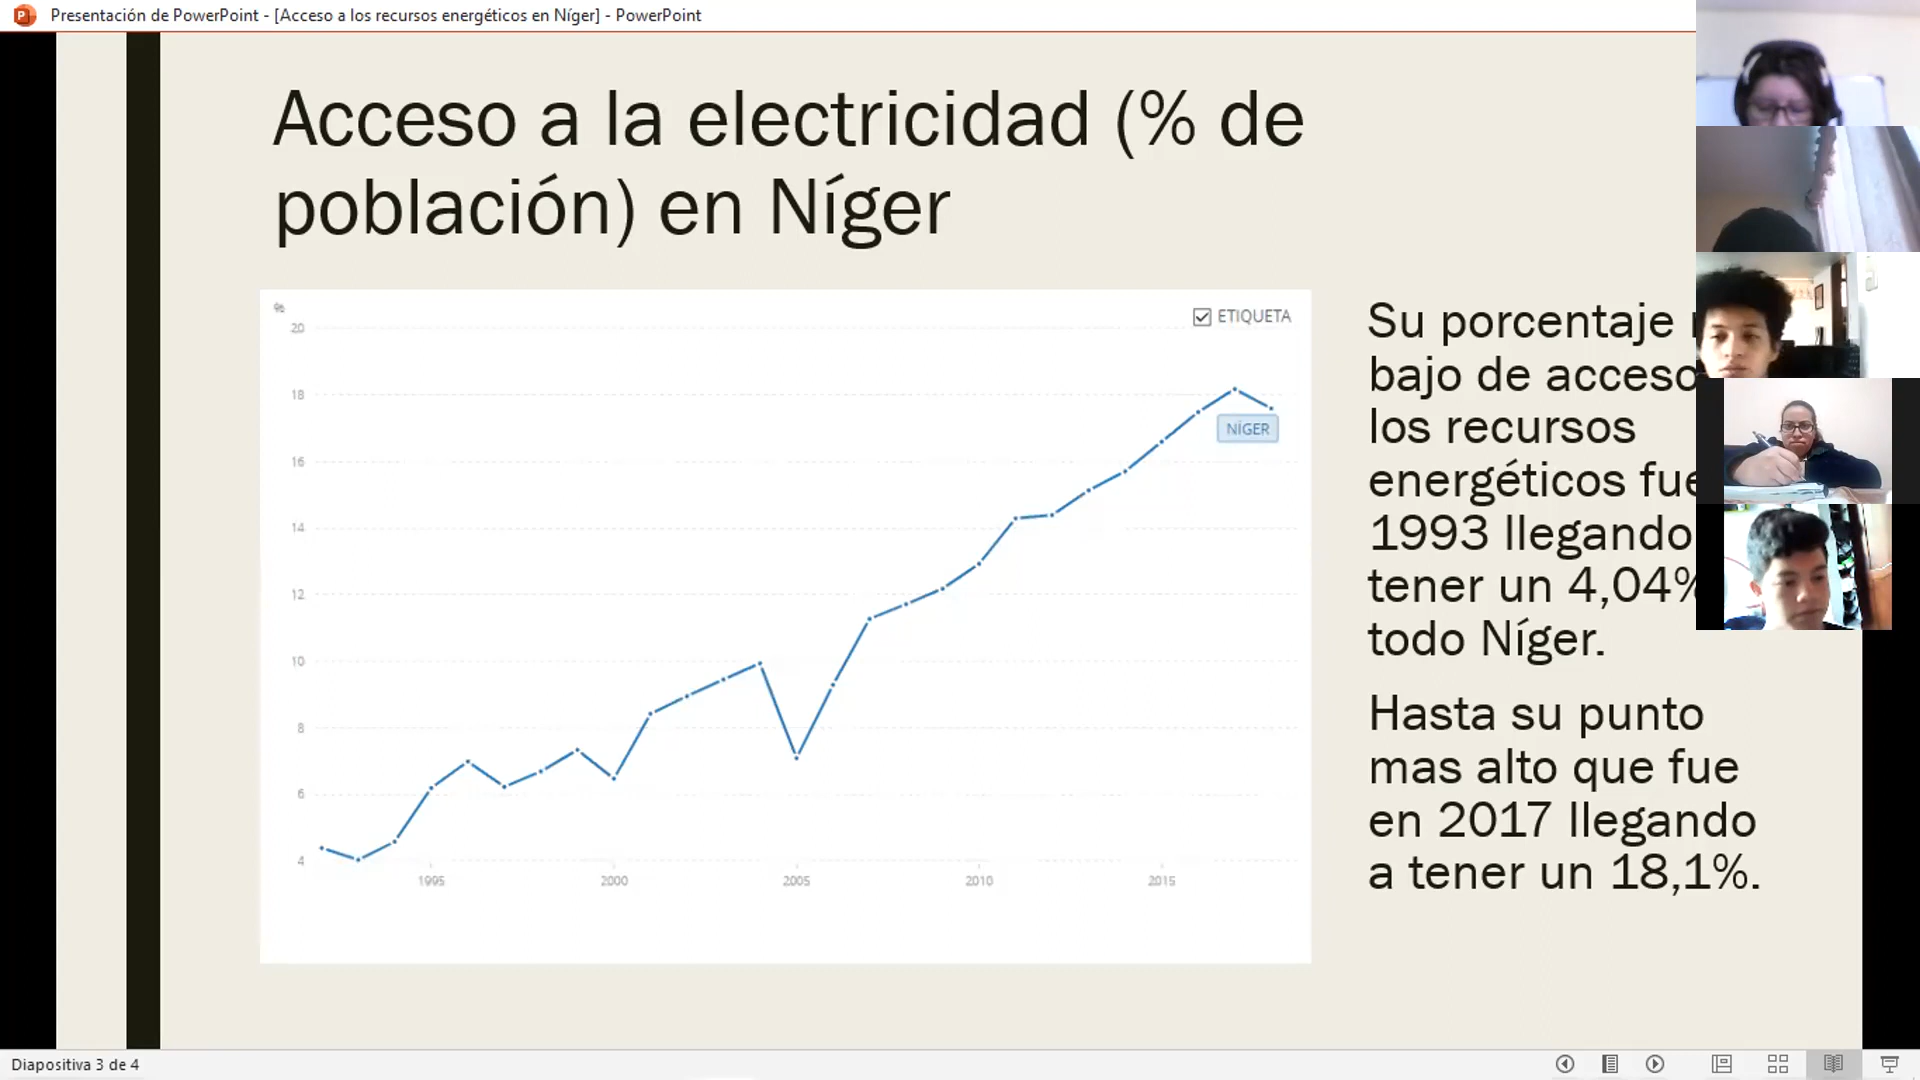 Presentación de PowerPoint - [Acceso a los recursos energéticos en Níger] - PowerPoint
Acceso a la electricidad (% de
población) en Níger
%
ETIQUETA
20
18
16
14
12
10
8
6
4
NÍGER
1995
2000
2005
2010
2015
Su porcentaje
bajo de acceso
los recursos
energéticos fue
1993 llegando
tener un 4,04%
todo Níger.
Hasta su punto
mas alto que fue
en 2017 llegando
a tener un 18,1%.
Diapositiva 3 de 4